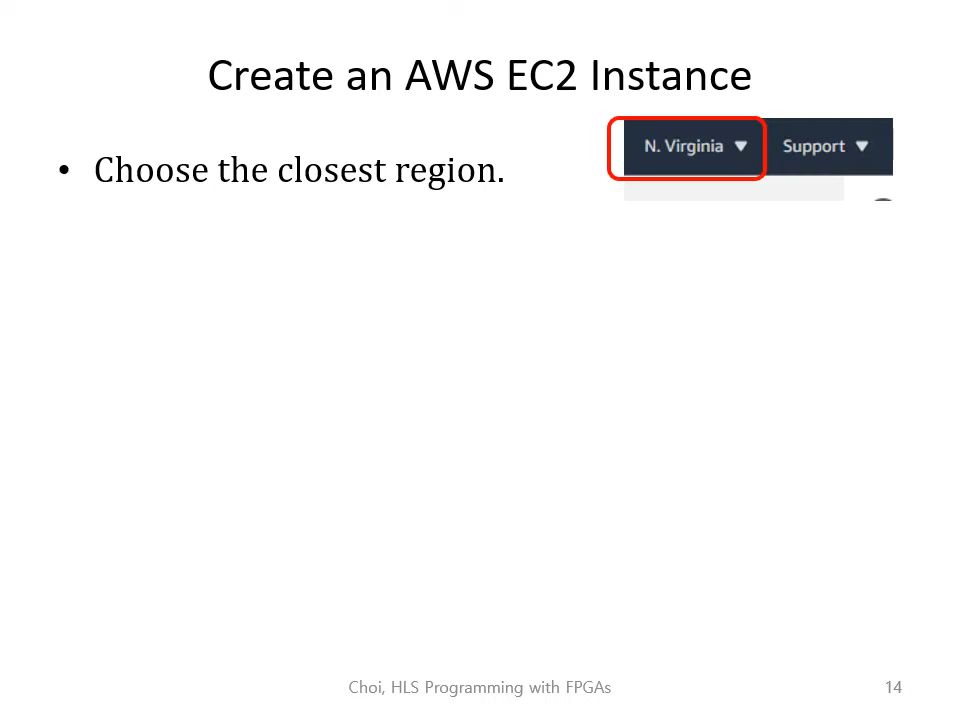 Create an AWS EC2 Instance
• Choose the closest region.
N. Virginia ▼ Support ▼
Choi, HLS Programming with FPGAs
14